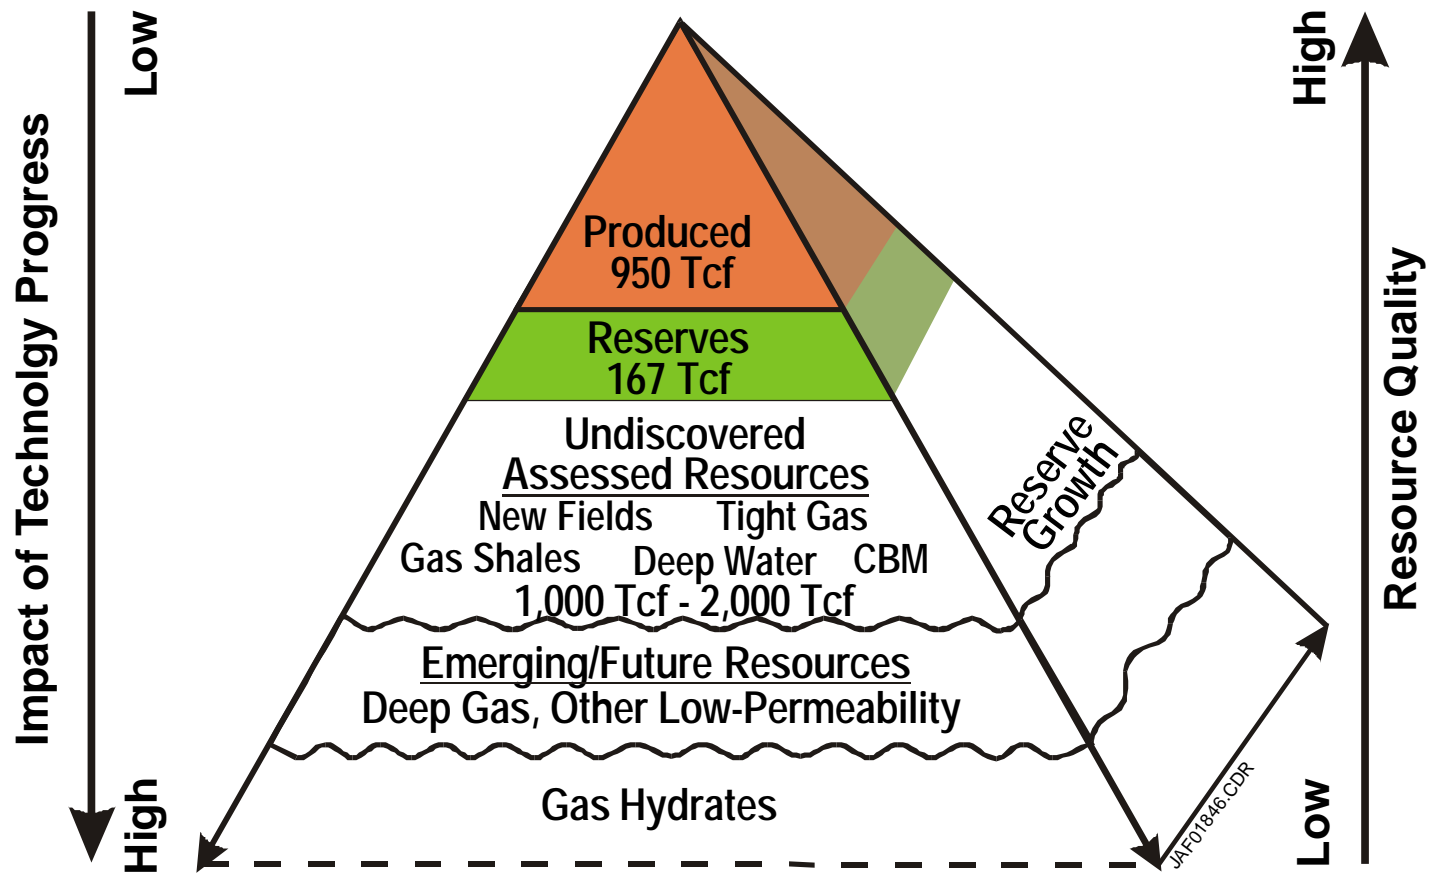 Low
High
Impact of Technolgy Progress
Produced
950 Tcf
Reserves
167 Tcf
Undiscovered
Assessed Resources
New Fields Tight Gas
Gas Shales Deep Water CBM
1,000 Tcf - 2,000 Tcf
Emerging/Future Resources
Deep Gas, Other Low-Permeability
Gas Hydrates
Reserve
Growth
JAF01846.CDR
High
Resource Quality
Low